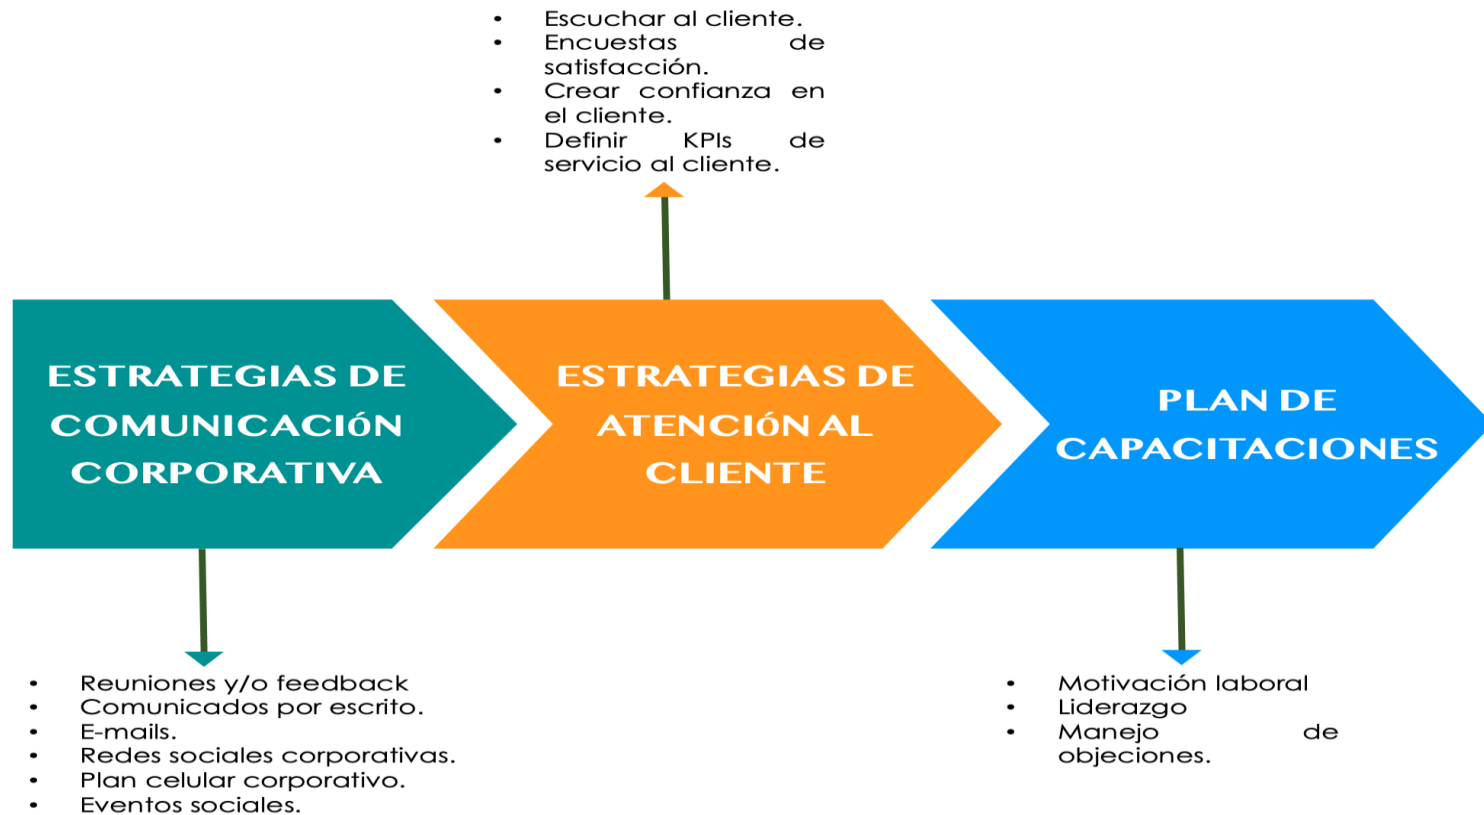 • Escuchar al cliente.
• Encuestas de
satisfacción.
• Crear confianza en
el cliente.
• Definir KPIs de
servicio al cliente.
ESTRATEGIAS DE
COMUNICACIÓN
CORPORATIVA
ESTRATEGIAS DE
ATENCIÓN AL
CLIENTE
PLAN DE
CAPACITACIONES
• Reuniones y/o feedback
• Comunicados por escrito.
• E-mails.
• Redes sociales corporativas.
• Plan celular corporativo.
• Eventos sociales.
• Motivación laboral
• Liderazgo
• Manejo de
objeciones.